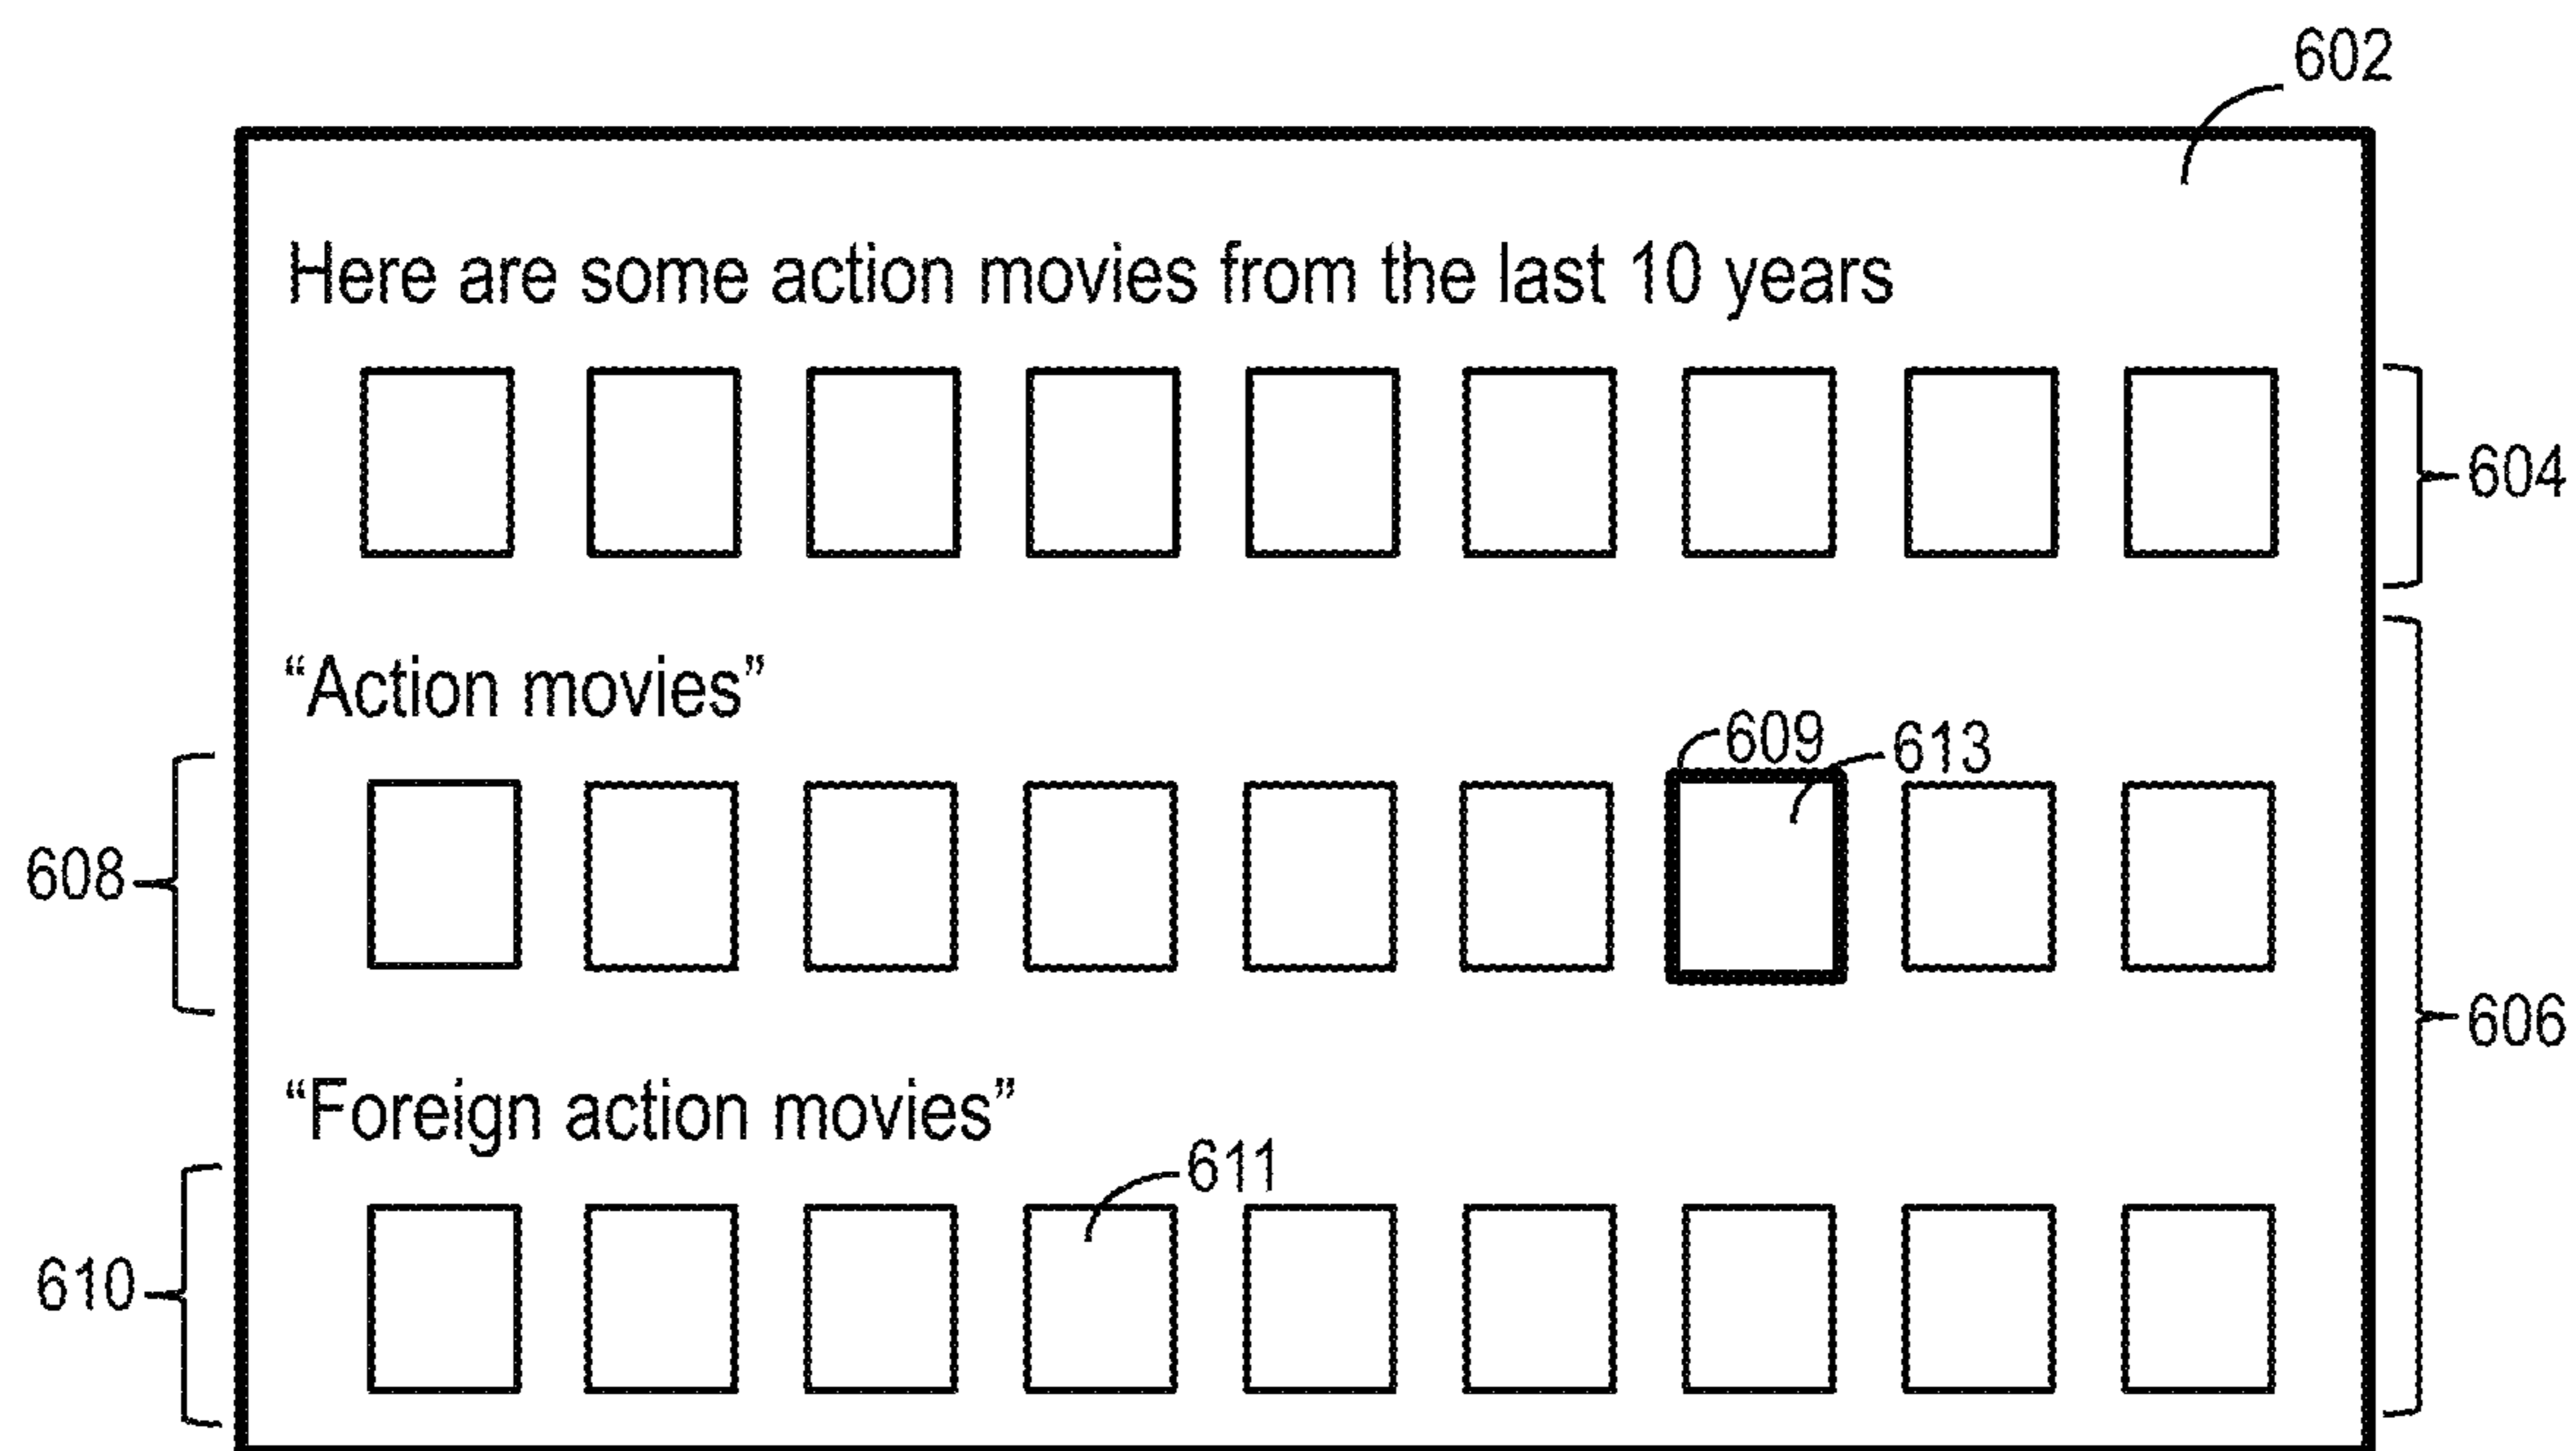 602
Here are some action movies from the last 10 years
604
“Action movies”
609
613
608
606
“Foreign action movies”
611
610